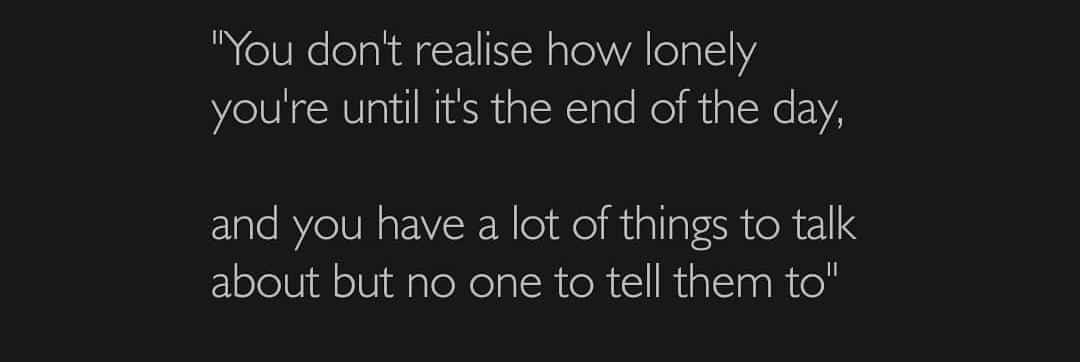 "You don't realise how lonely
you're until it's the end of the day,
and you have a lot of things to talk
about but no one to tell them to"